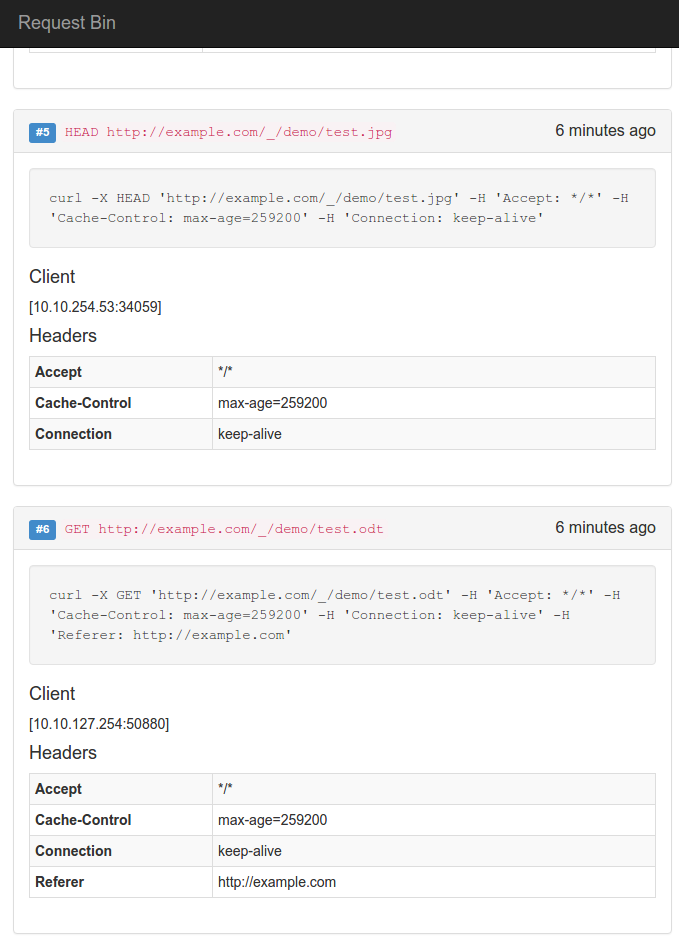 Request Bin
#5 HEAD http://example.com/_/demo/test.jpg 6 minutes ago
curl -X HEAD 'http://example.com/_/demo/test.jpg' -H 'Accept: */*' -H
'Cache-Control: max-age=259200' -H 'Connection: keep-alive'
Client
[10.10.254.53:34059]
Headers
Accept */*
Cache-Control max-age=259200
Connection keep-alive
#6 GET http://example.com/_/demo/test.odt 6 minutes ago
curl -X GET 'http://example.com/_/demo/test.odt' -H 'Accept: */*' -H
'Cache-Control: max-age=259200' -H 'Connection: keep-alive' -H
'Referer: http://example.com'
Client
[10.10.127.254:50880]
Headers
Accept */*
Cache-Control max-age=259200
Connection keep-alive
Referer http://example.com